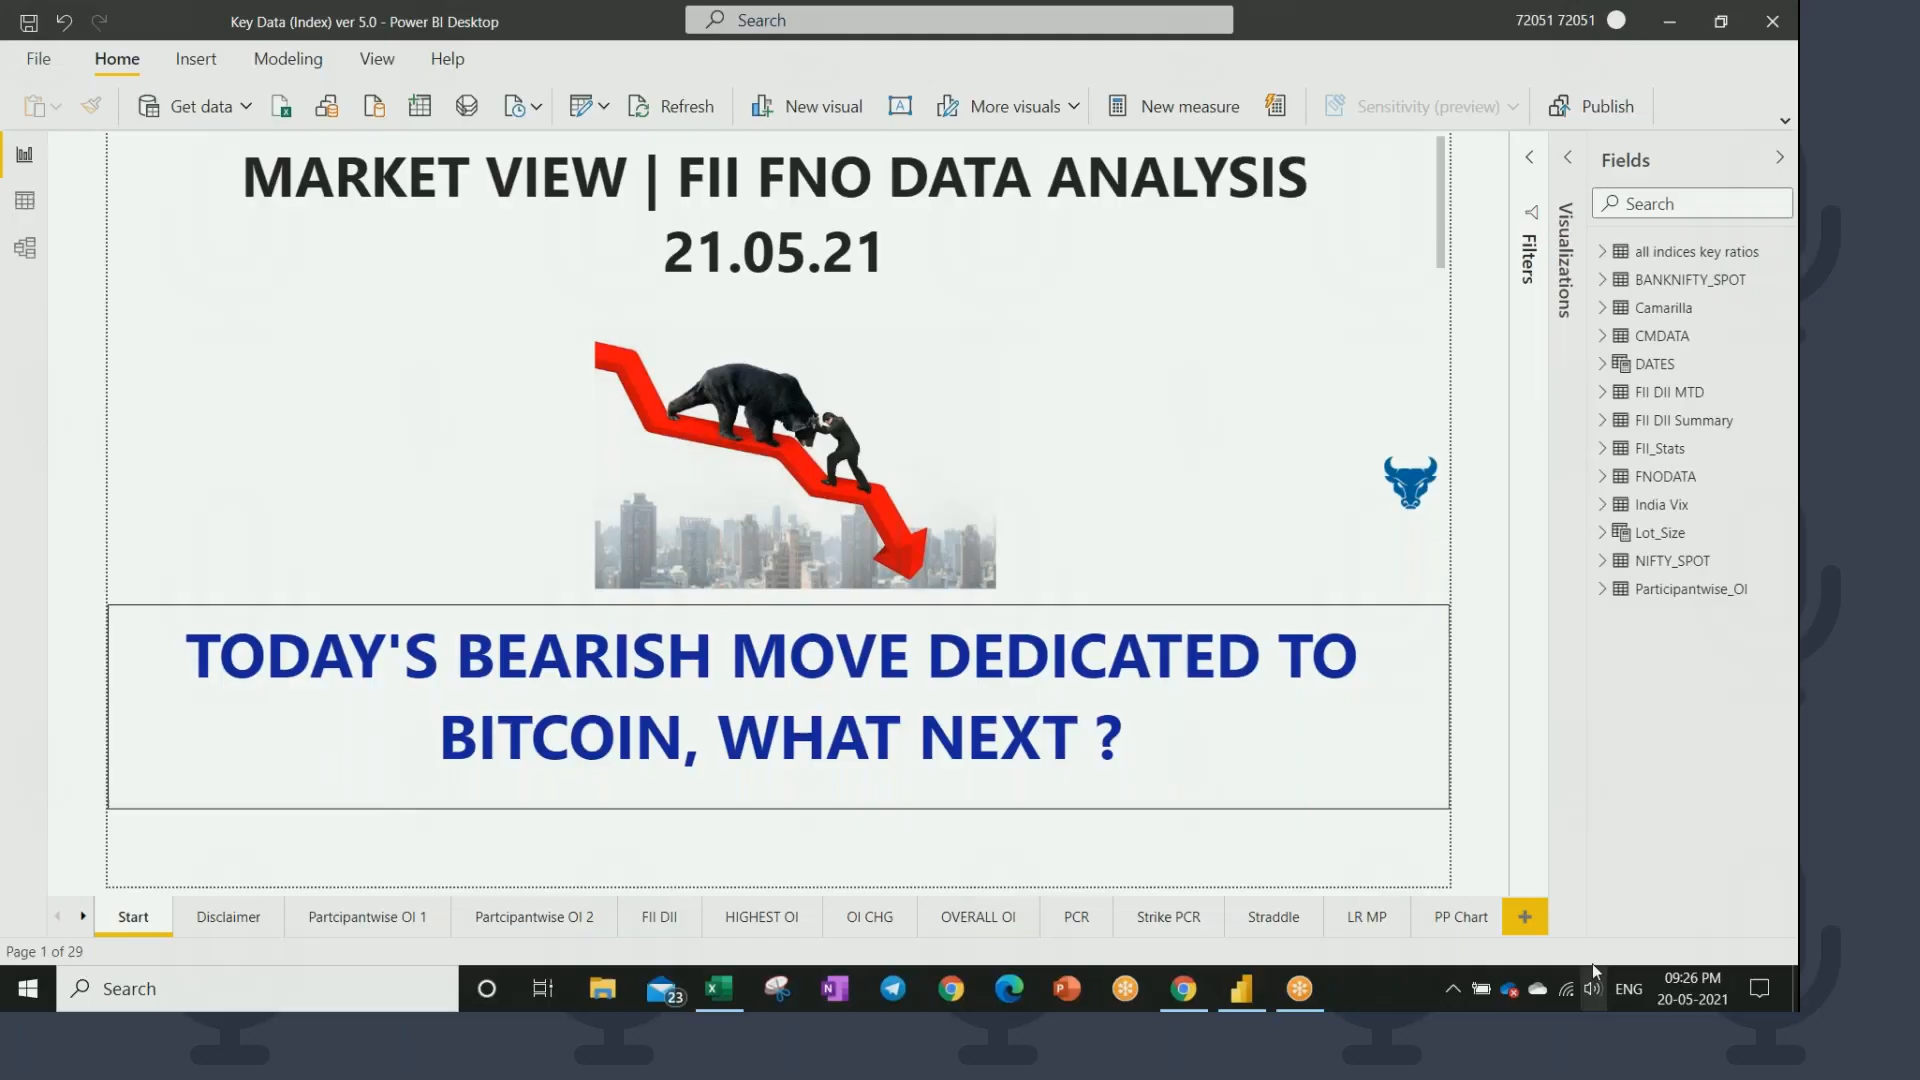 Key Data (Index) ver 5.0 - Power BI Desktop
Search
72051 72051
File
Home
Insert
Modeling
View
Help
Get data
Refresh
New visual
More visuals
New measure
Sensitivity (preview)
Publish
MARKET VIEW | FII FNO DATA ANALYSIS
21.05.21
TODAY'S BEARISH MOVE DEDICATED TO
BITCOIN, WHAT NEXT ?
Filters
Visualizations
Fields
Search
all indices key ratios
BANKNIFTY_SPOT
Camarilla
CMDATA
DATES
FII DII MTD
FII DII Summary
FII_Stats
FNODATA
India Vix
Lot_Size
NIFTY_SPOT
Participantwise_OI
Start
Disclaimer
Partcipantwise OI 1
Partcipantwise OI 2
FII DII
HIGHEST OI
OI CHG
OVERALL OI
PCR
Strike PCR
Straddle
LR MP
PP Chart
Page 1 of 29
Search
23
ENG
09:26 PM
20-05-2021